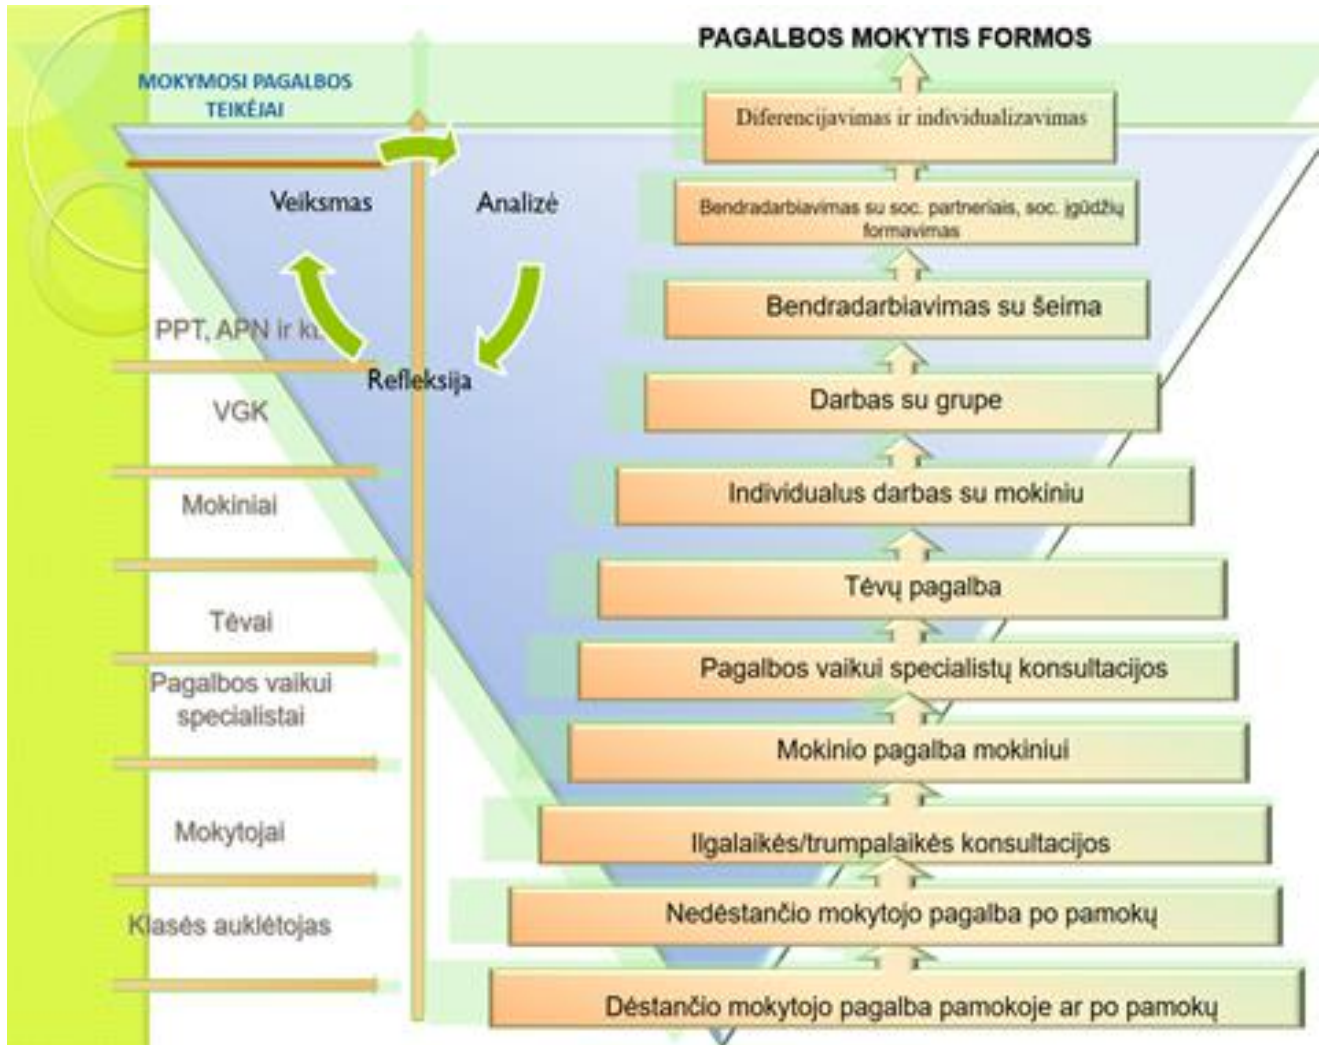 PAGALBOS MOKYTIS FORMOS
MOKYMOSI PAGALBOS
TEIKĖJAI
Veiksmas
Analizė
Refleksija
PPT, APN ir
VGK
Mokiniai
Tėvai
Pagalbos vaikui
specialistai
Mokytojai
Klasės auklėtojas
Diferencijavimas ir individualizavimas
Bendradarbiavimas su soc. partneriais, soc. įgūdžių
formavimas
Bendradarbiavimas su šeima
Darbas su grupe
Individualus darbas su mokiniu
Tėvų pagalba
Pagalbos vaikui specialistų konsultacijos
Mokinio pagalba mokiniui
Ilgalaikės/trumpalaikės konsultacijos
Nedėstančio mokytojo pagalba po pamokų
Dėstančio mokytojo pagalba pamokoje ar po pamokų